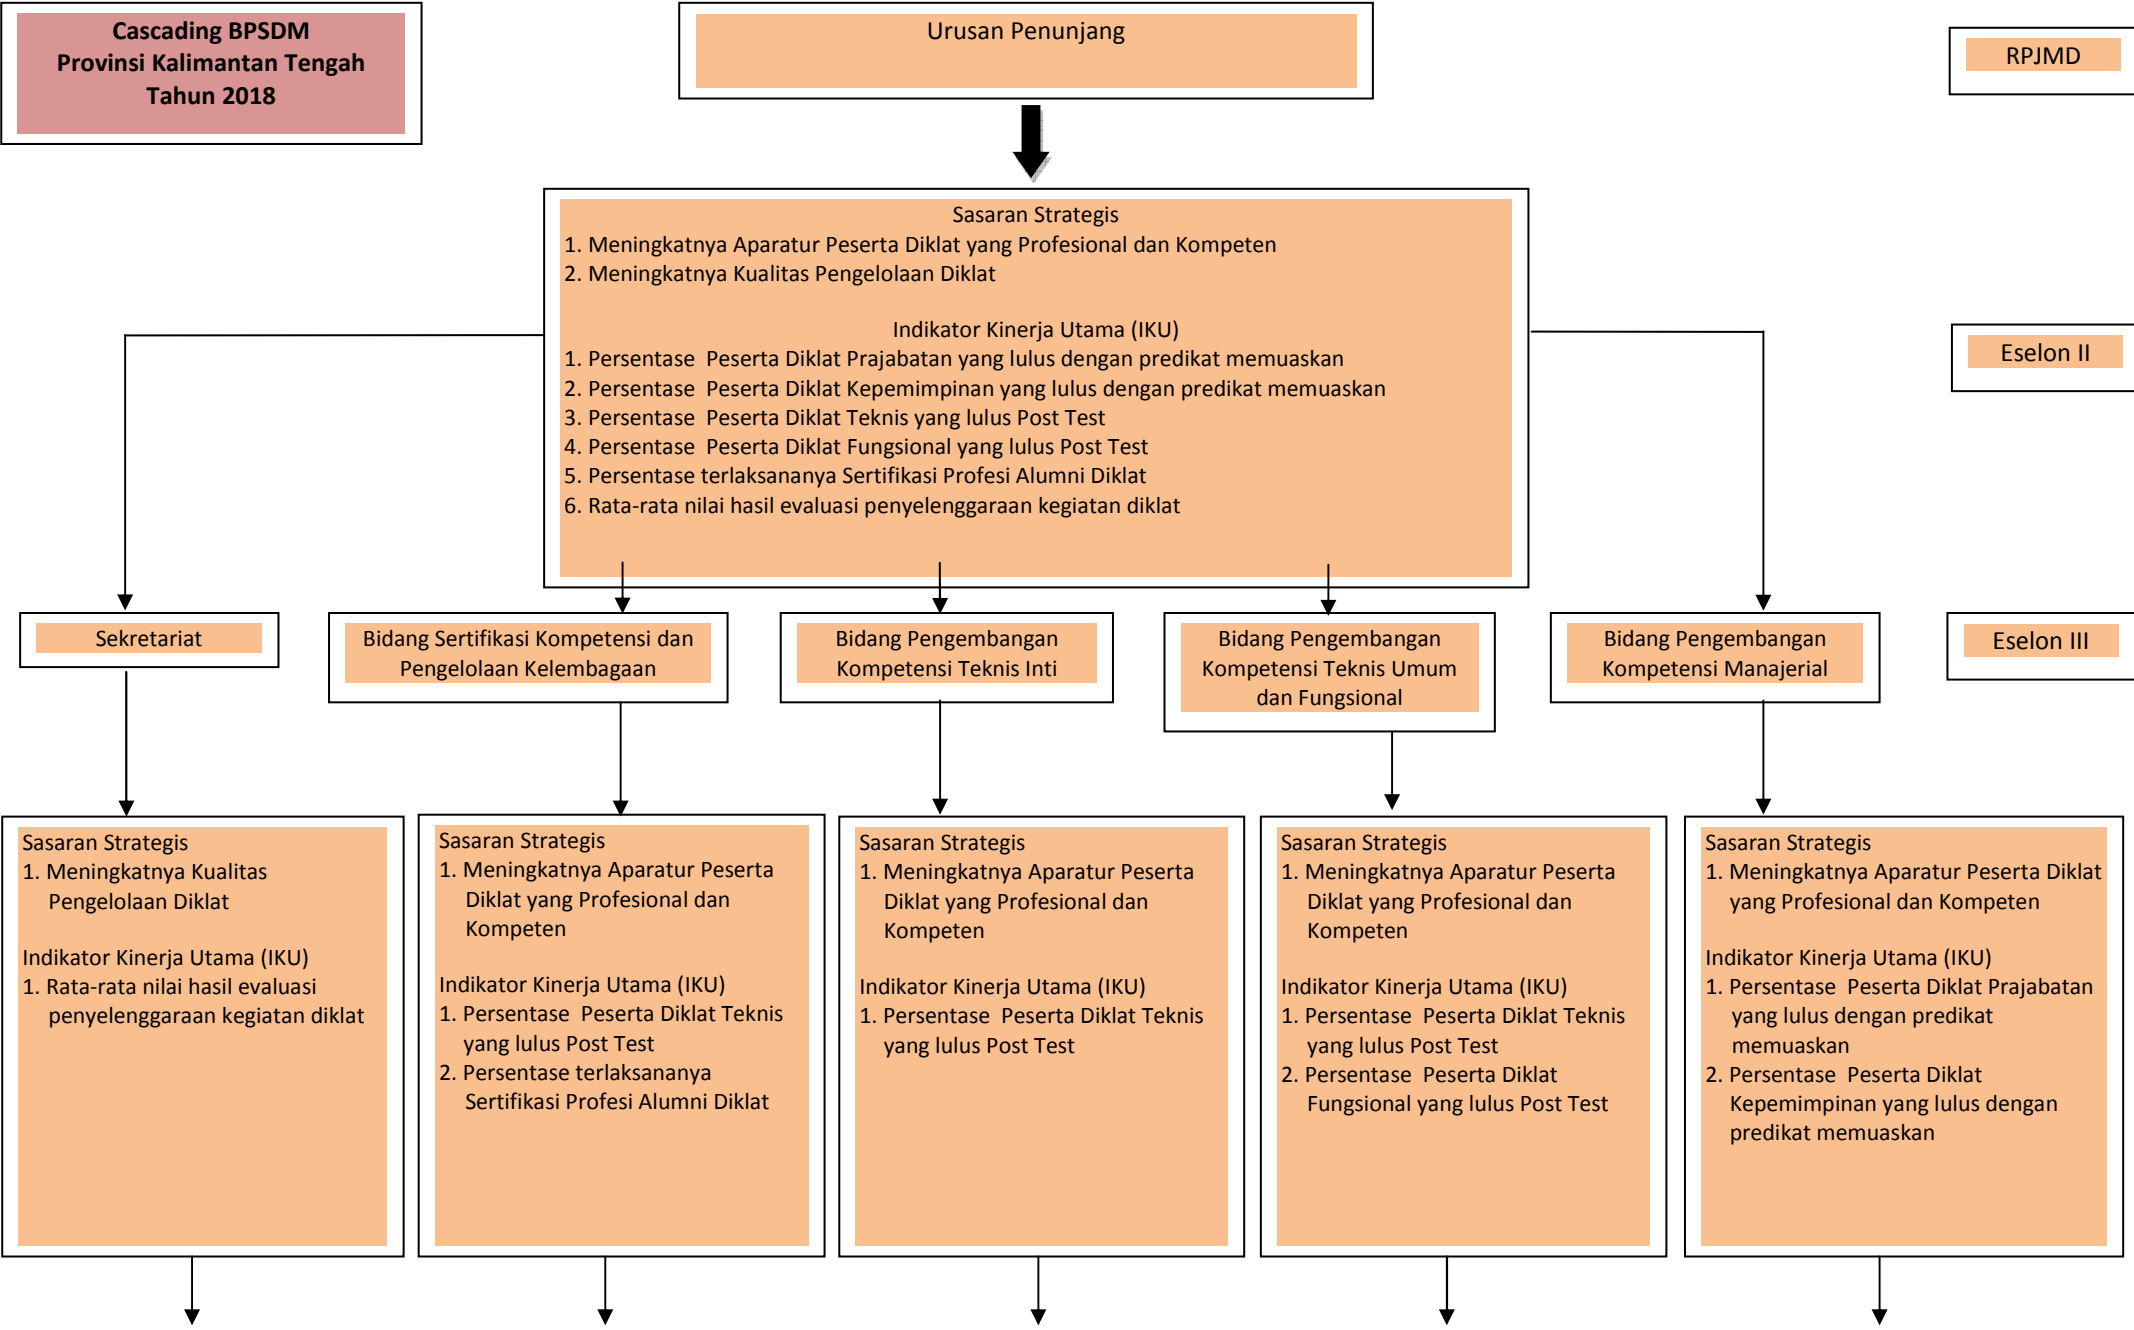 Cascading BPSDM
Provinsi Kalimantan Tengah
Tahun 2018
Urusan Penunjang
RPJMD
Sasaran Strategis
1. Meningkatnya Aparatur Peserta Diklat yang Profesional dan Kompeten
2. Meningkatnya Kualitas Pengelolaan Diklat
Indikator Kinerja Utama (IKU)
1. Persentase Peserta Diklat Prajabatan yang lulus dengan predikat memuaskan
2. Persentase Peserta Diklat Kepemimpinan yang lulus dengan predikat memuaskan
3. Persentase Peserta Diklat Teknis yang lulus Post Test
4. Persentase Peserta Diklat Fungsional yang lulus Post Test
5. Persentase terlaksananya Sertifikasi Profesi Alumni Diklat
6. Rata-rata nilai hasil evaluasi penyelenggaraan kegiatan diklat
Eselon II
Sekretariat
Bidang Sertifikasi Kompetensi dan
Pengelolaan Kelembagaan
Bidang Pengembangan
Kompetensi Teknis Inti
Bidang Pengembangan
Kompetensi Teknis Umum
dan Fungsional
Bidang Pengembangan
Kompetensi Manajerial
Eselon III
Sasaran Strategis
1. Meningkatnya Kualitas
Pengelolaan Diklat
Indikator Kinerja Utama (IKU)
1. Rata-rata nilai hasil evaluasi
penyelenggaraan kegiatan diklat
Sasaran Strategis
1. Meningkatnya Aparatur Peserta
Diklat yang Profesional dan
Kompeten
Indikator Kinerja Utama (IKU)
1. Persentase Peserta Diklat Teknis
yang lulus Post Test
2. Persentase terlaksananya
Sertifikasi Profesi Alumni Diklat
Sasaran Strategis
1. Meningkatnya Aparatur Peserta
Diklat yang Profesional dan
Kompeten
Indikator Kinerja Utama (IKU)
1. Persentase Peserta Diklat Teknis
yang lulus Post Test
Sasaran Strategis
1. Meningkatnya Aparatur Peserta
Diklat yang Profesional dan
Kompeten
Indikator Kinerja Utama (IKU)
1. Persentase Peserta Diklat Teknis
yang lulus Post Test
2. Persentase Peserta Diklat
Fungsional yang lulus Post Test
Sasaran Strategis
1. Meningkatnya Aparatur Peserta Diklat
yang Profesional dan Kompeten
Indikator Kinerja Utama (IKU)
1. Persentase Peserta Diklat Prajabatan
yang lulus dengan predikat
memuaskan
2. Persentase Peserta Diklat
Kepemimpinan yang lulus dengan
predikat memuaskan